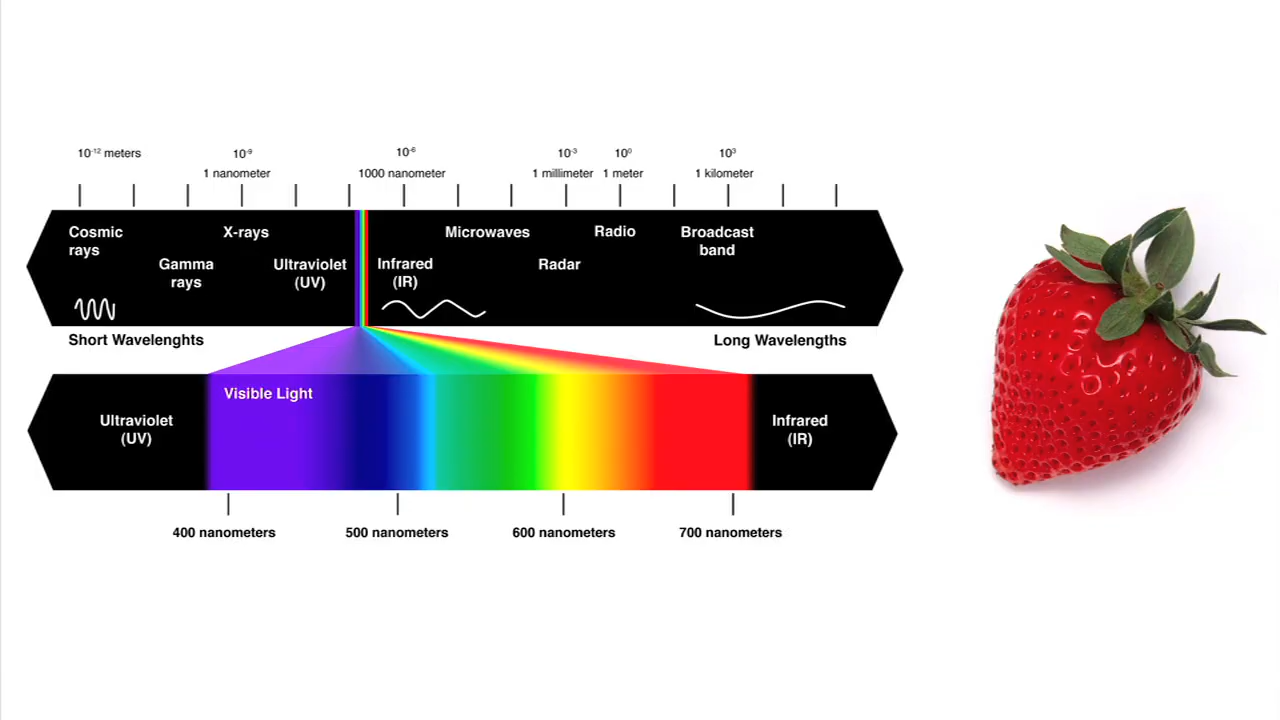 10⁻¹² meters
10⁻⁹
10⁻⁶
10⁻³
10⁰
10³
1 nanometer
1000 nanometer
1 millimeter
1 meter
1 kilometer
Cosmic
rays
Gamma
rays
X-rays
Ultraviolet
(UV)
Infrared
(IR)
Microwaves
Radar
Radio
Broadcast
band
Short Wavelenghts
Long Wavelengths
Visible Light
Ultraviolet
(UV)
Infrared
(IR)
400 nanometers
500 nanometers
600 nanometers
700 nanometers